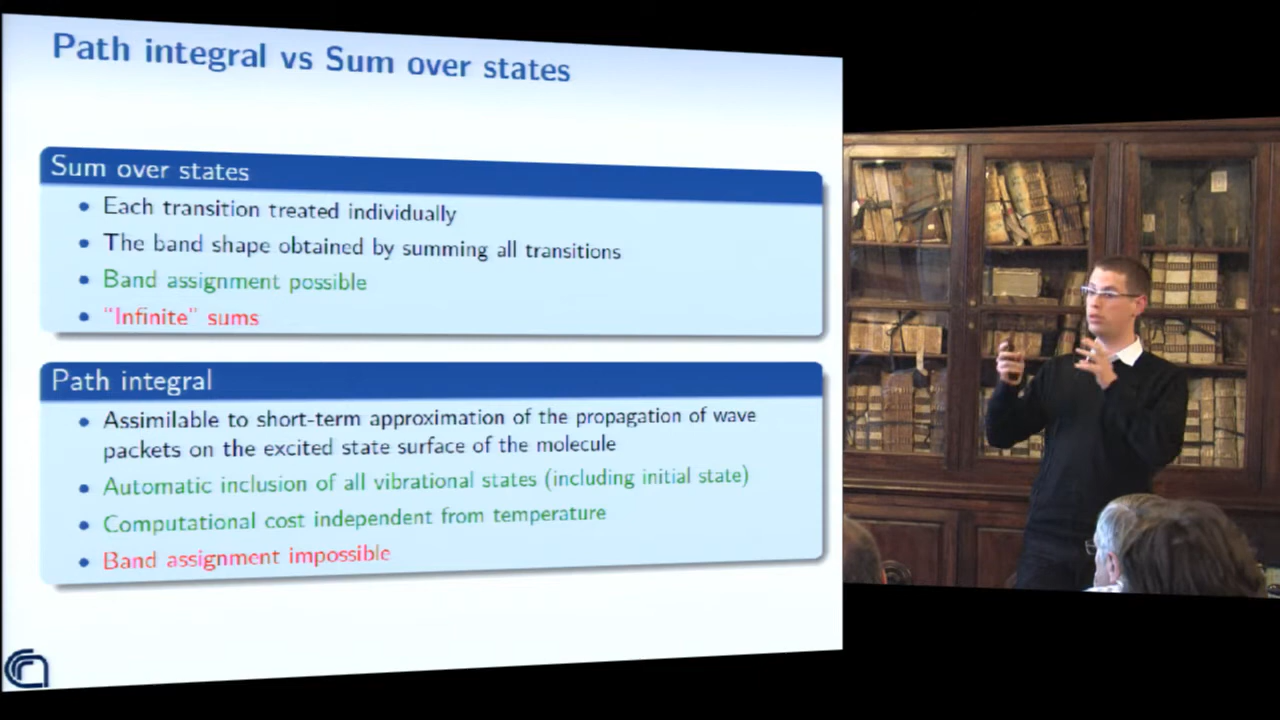 Path integral vs Sum over states
Sum over states
Each transition treated individually
The band shape obtained by summing all transitions
Band assignment possible
"Infinite" sums
Path integral
Assimilable to short-term approximation of the propagation of wave
packets on the excited state surface of the molecule
Automatic inclusion of all vibrational states (including initial state)
Computational cost independent from temperature
Band assignment impossible